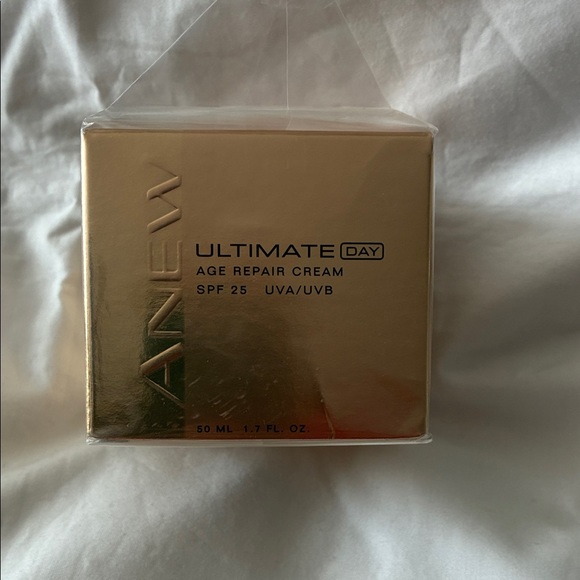 ANEW
ULTIMATE DAY
AGE REPAIR CREAM
SPF 25 UVA/UVB
50 ML 1.7 FL. OZ.